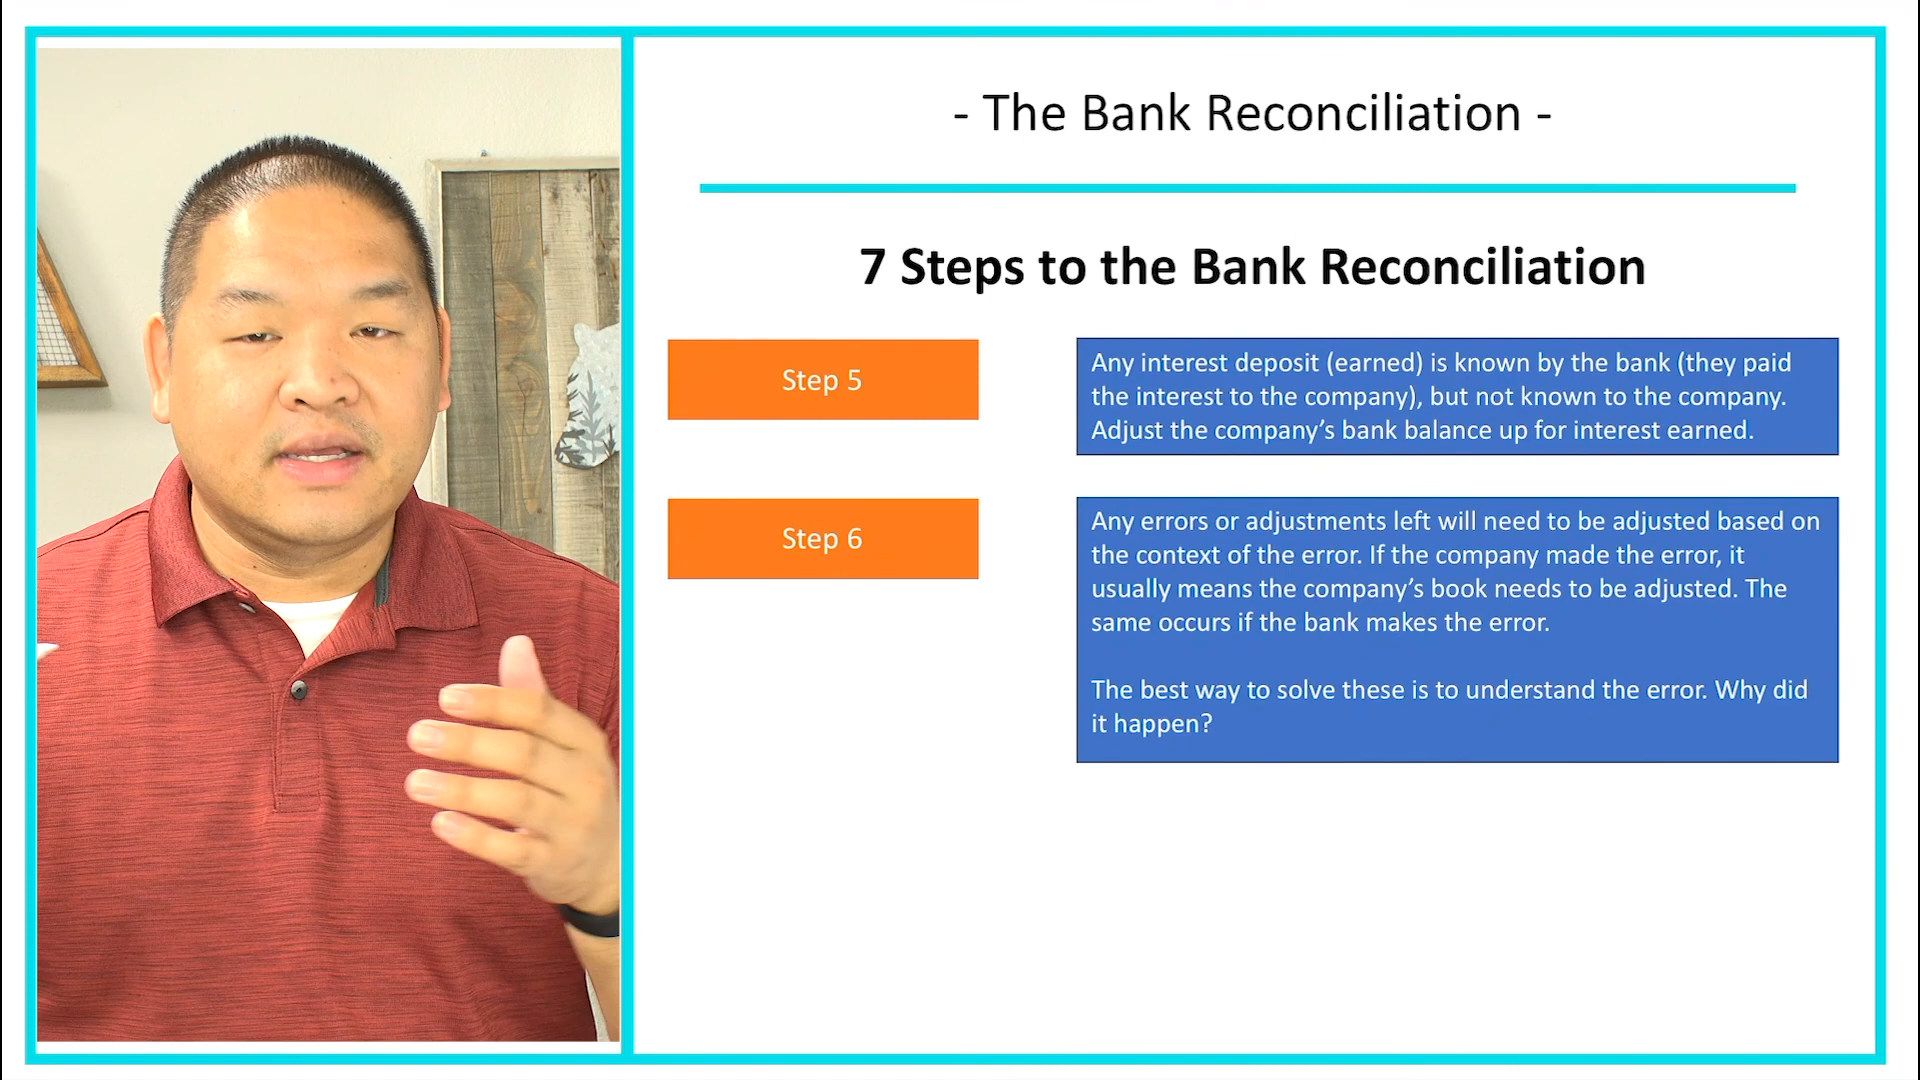 - The Bank Reconciliation -
7 Steps to the Bank Reconciliation
Step 5
Any interest deposit (earned) is known by the bank (they paid
the interest to the company), but not known to the company.
Adjust the company’s bank balance up for interest earned.
Step 6
Any errors or adjustments left will need to be adjusted based on
the context of the error. If the company made the error, it
usually means the company’s book needs to be adjusted. The
same occurs if the bank makes the error.
The best way to solve these is to understand the error. Why did
it happen?